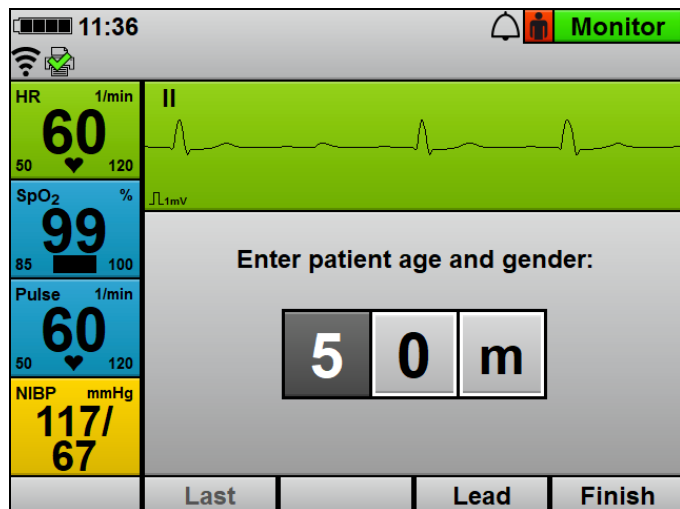 11:36
Monitor
HR 1/min
60
50 120
II
1mV
SpO2 %
99
85 100
Pulse 1/min
60
50 120
NIBP mmHg
117/
67
Enter patient age and gender:
5 0 m
Last Lead Finish